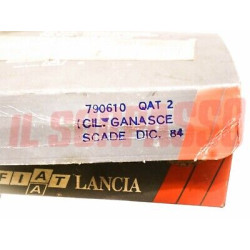 790610 QAT 2
(CIL. GANASCE
SCADE DIC. 84
FIAT LANCIA